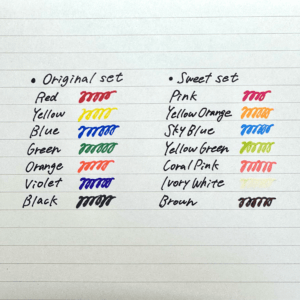 • Original set
Red
Yellow
Blue
Green
Orange
Violet
Black
• Sweet set
Pink
Yellow Orange
Sky Blue
Yellow Green
Coral Pink
Ivory White
Brown